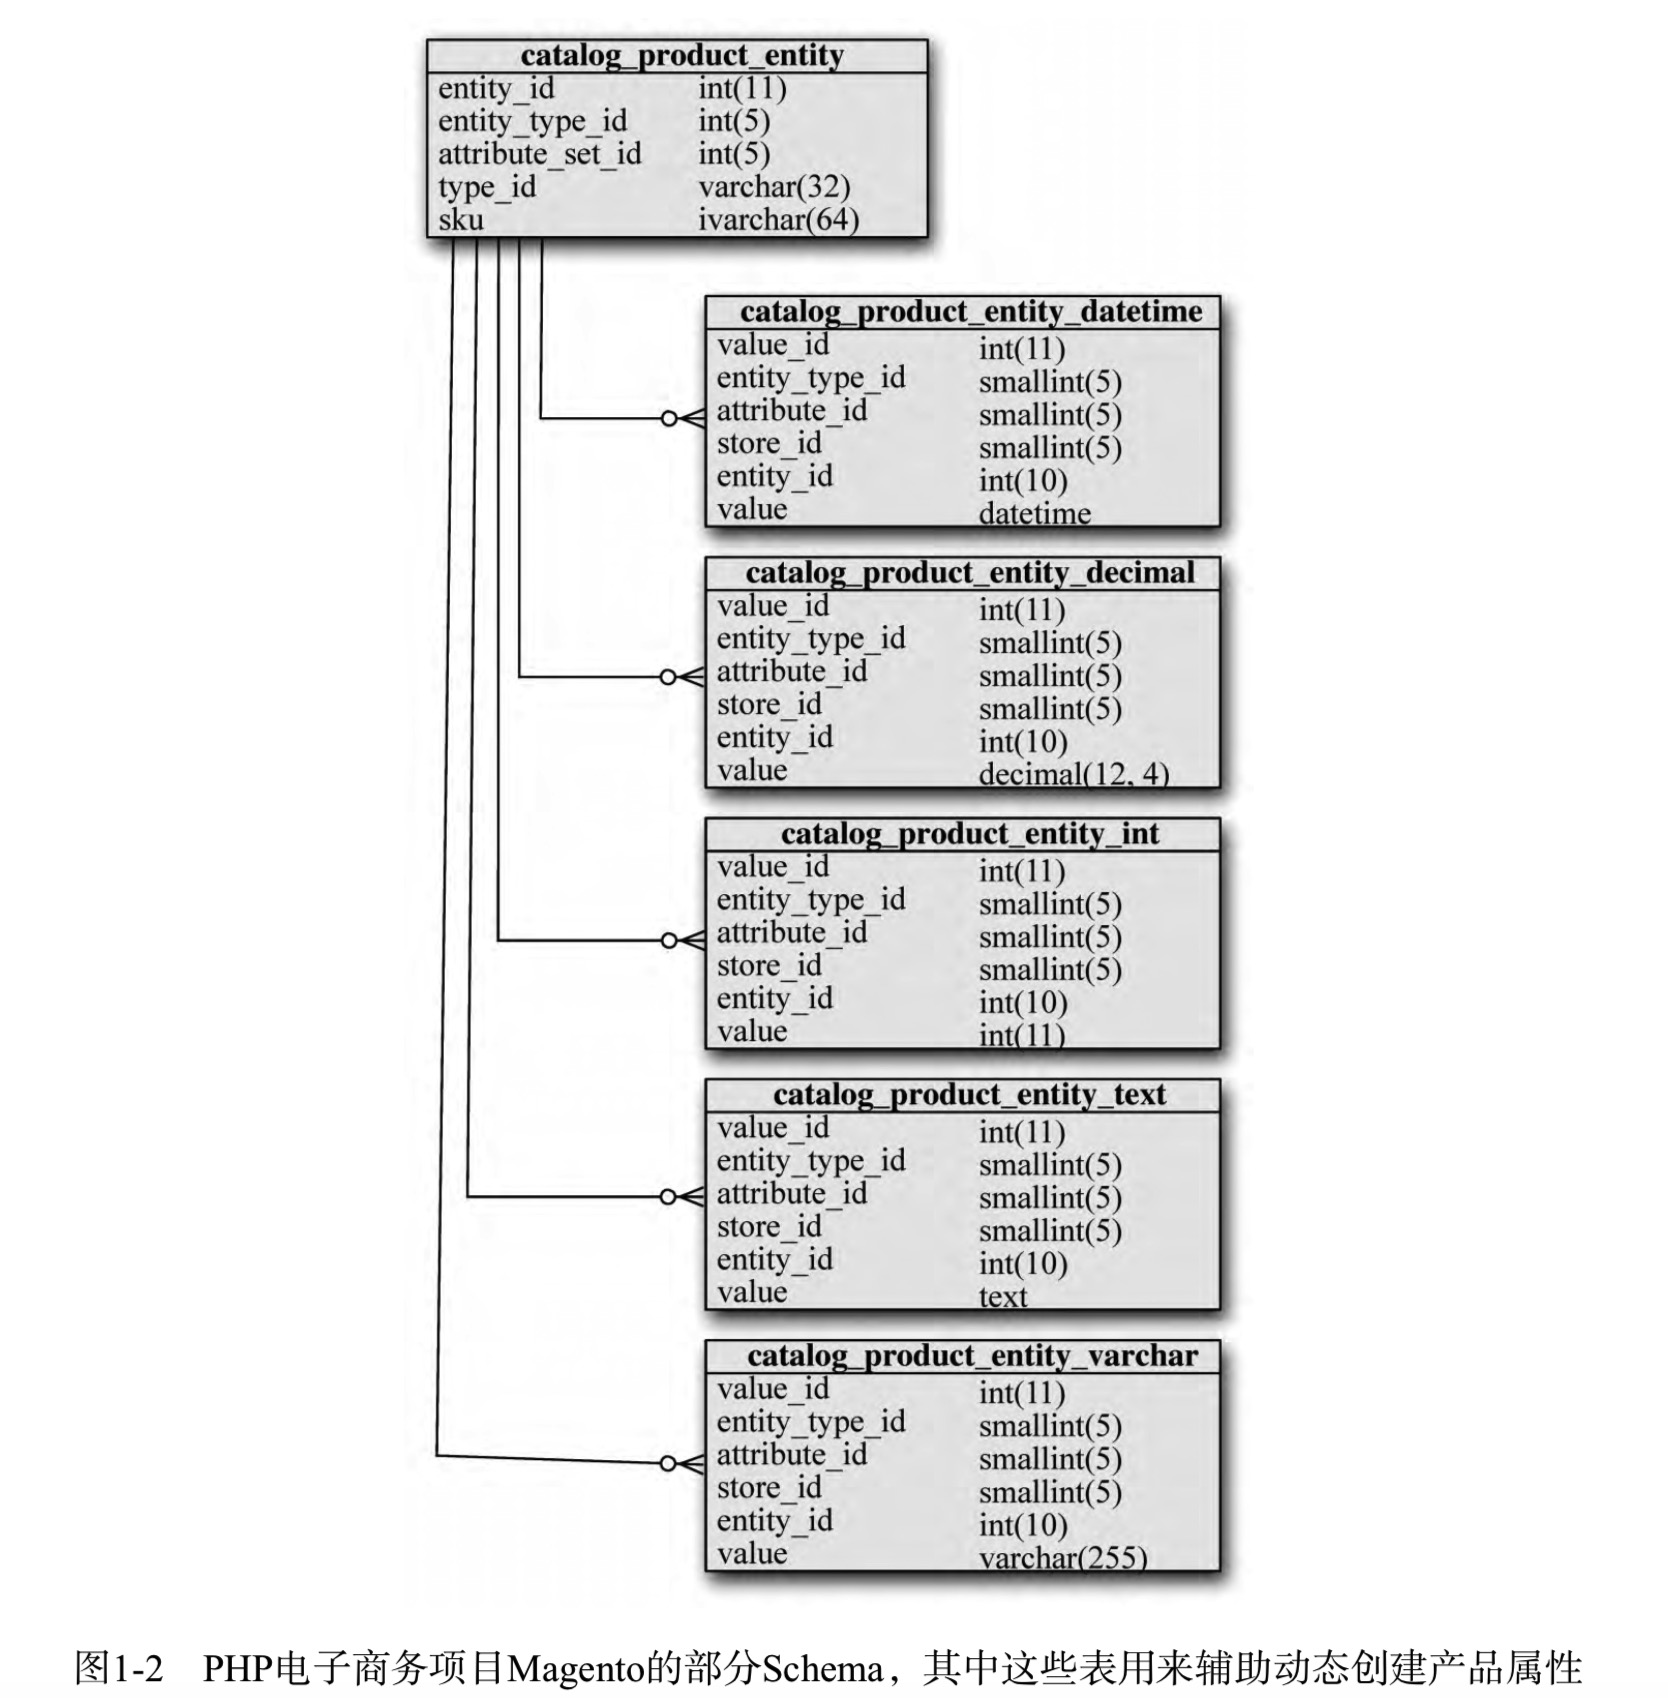 catalog_product_entity
entity_id int(11)
entity_type_id int(5)
attribute_set_id int(5)
type_id varchar(32)
sku ivarchar(64)
catalog_product_entity_datetime
value_id int(11)
entity_type_id smallint(5)
attribute_id smallint(5)
store_id smallint(5)
entity_id int(10)
value datetime
catalog_product_entity_decimal
value_id int(11)
entity_type_id smallint(5)
attribute_id smallint(5)
store_id smallint(5)
entity_id int(10)
value decimal(12, 4)
catalog_product_entity_int
value_id int(11)
entity_type_id smallint(5)
attribute_id smallint(5)
store_id smallint(5)
entity_id int(10)
value int(11)
catalog_product_entity_text
value_id int(11)
entity_type_id smallint(5)
attribute_id smallint(5)
store_id smallint(5)
entity_id int(10)
value text
catalog_product_entity_varchar
value_id int(11)
entity_type_id smallint(5)
attribute_id smallint(5)
store_id smallint(5)
entity_id int(10)
value varchar(255)
图1-2 PHP电子商务项目Magento的部分Schema，其中这些表用来辅助动态创建产品属性